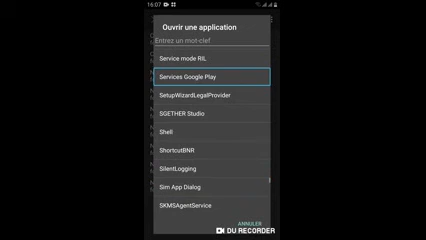 16:07
Ouvrir une application
Entrez un mot-clef
Service mode RIL
Services Google Play
SetupWizardLegalProvider
SGETHER Studio
Shell
ShortcutBNR
SilentLogging
Sim App Dialog
SKMSAgentService
ANNULER
DU RECORDER